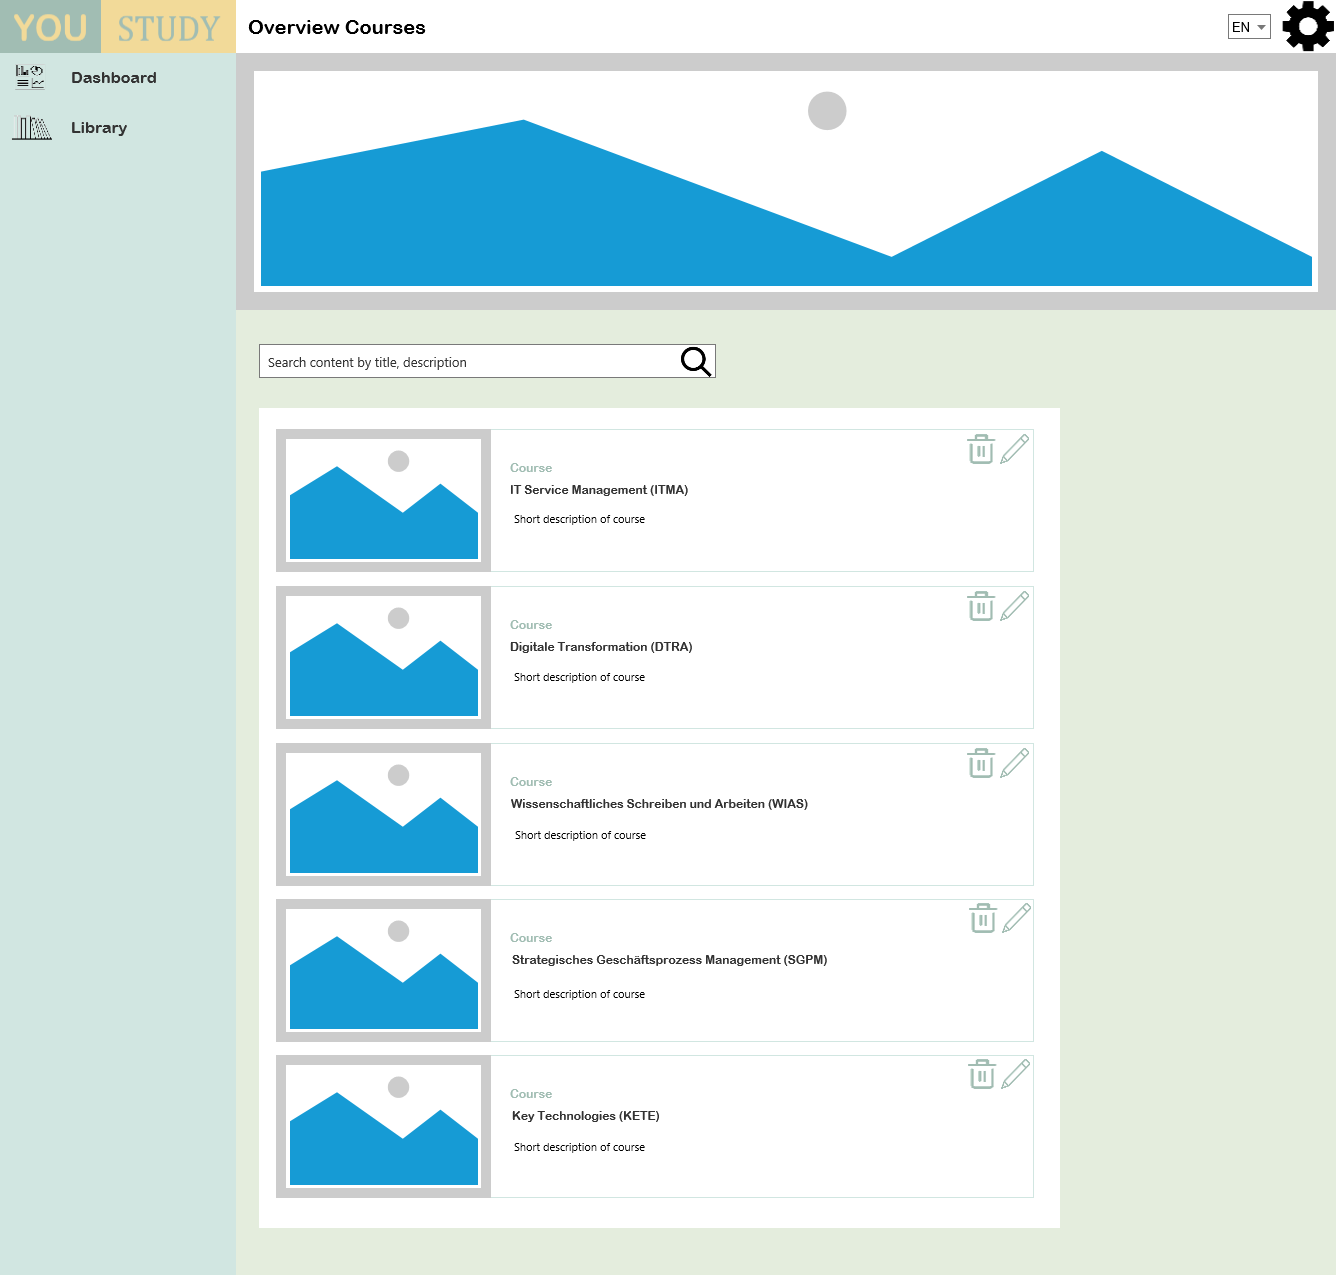 YOU STUDY
Overview Courses
EN
Dashboard
Library
Search content by title, description
Course
IT Service Management (ITMA)
Short description of course
Course
Digitale Transformation (DTRA)
Short description of course
Course
Wissenschaftliches Schreiben und Arbeiten (WIAS)
Short description of course
Course
Strategisches Geschäftsprozess Management (SGPM)
Short description of course
Course
Key Technologies (KETE)
Short description of course